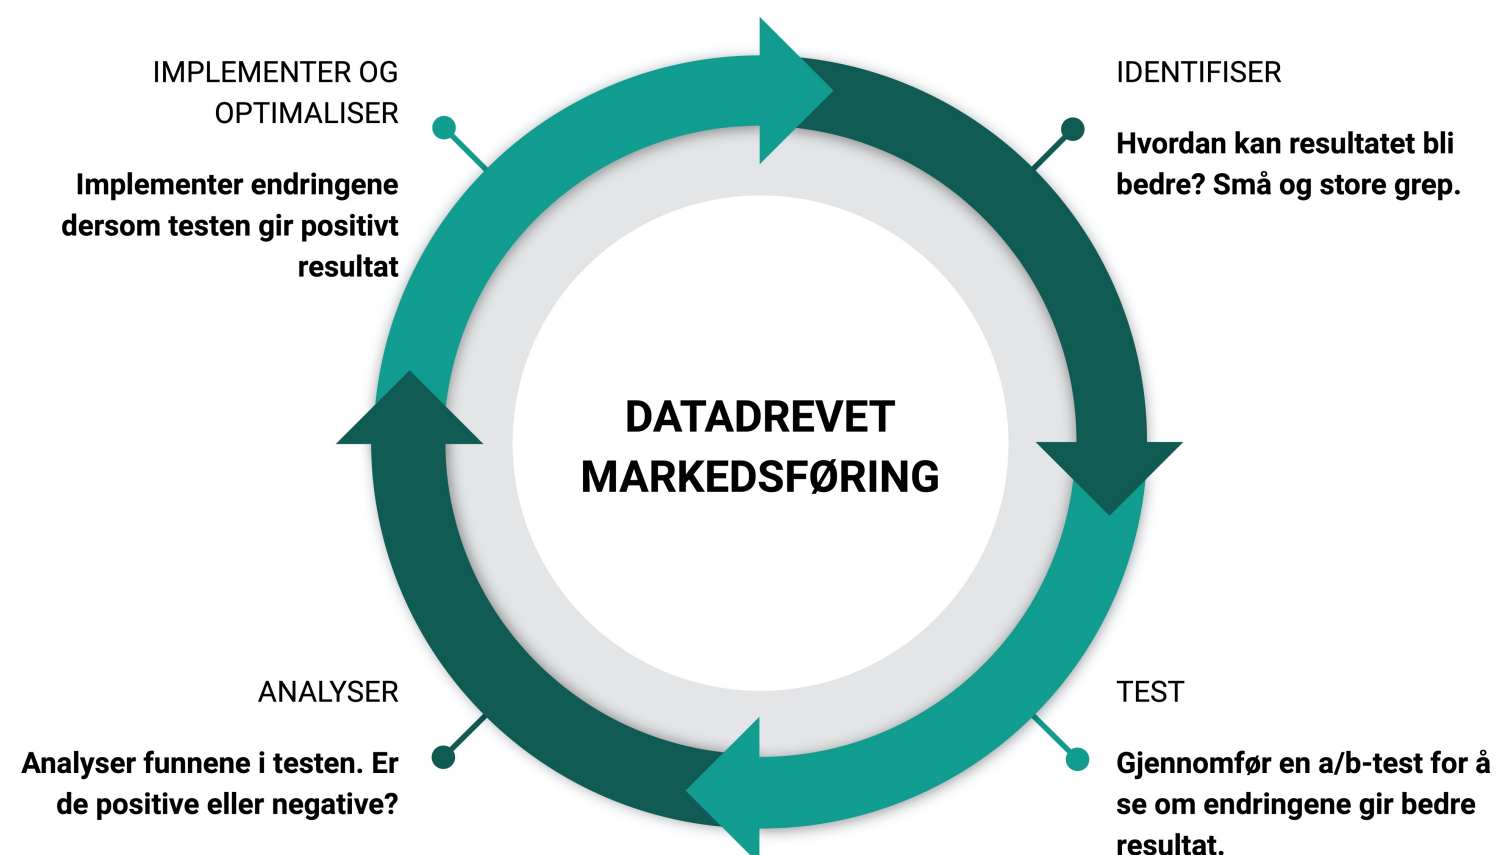 IMPLEMENTER OG
OPTIMALISER
Implementer endringene
dersom testen gir positivt
resultat
IDENTIFISER
Hvordan kan resultatet bli
bedre? Små og store grep.
DATADREVET
MARKEDSFØRING
ANALYSER
Analyser funnene i testen. Er
de positive eller negative?
TEST
Gjennomfør en a/b-test for å
se om endringene gir bedre
resultat.